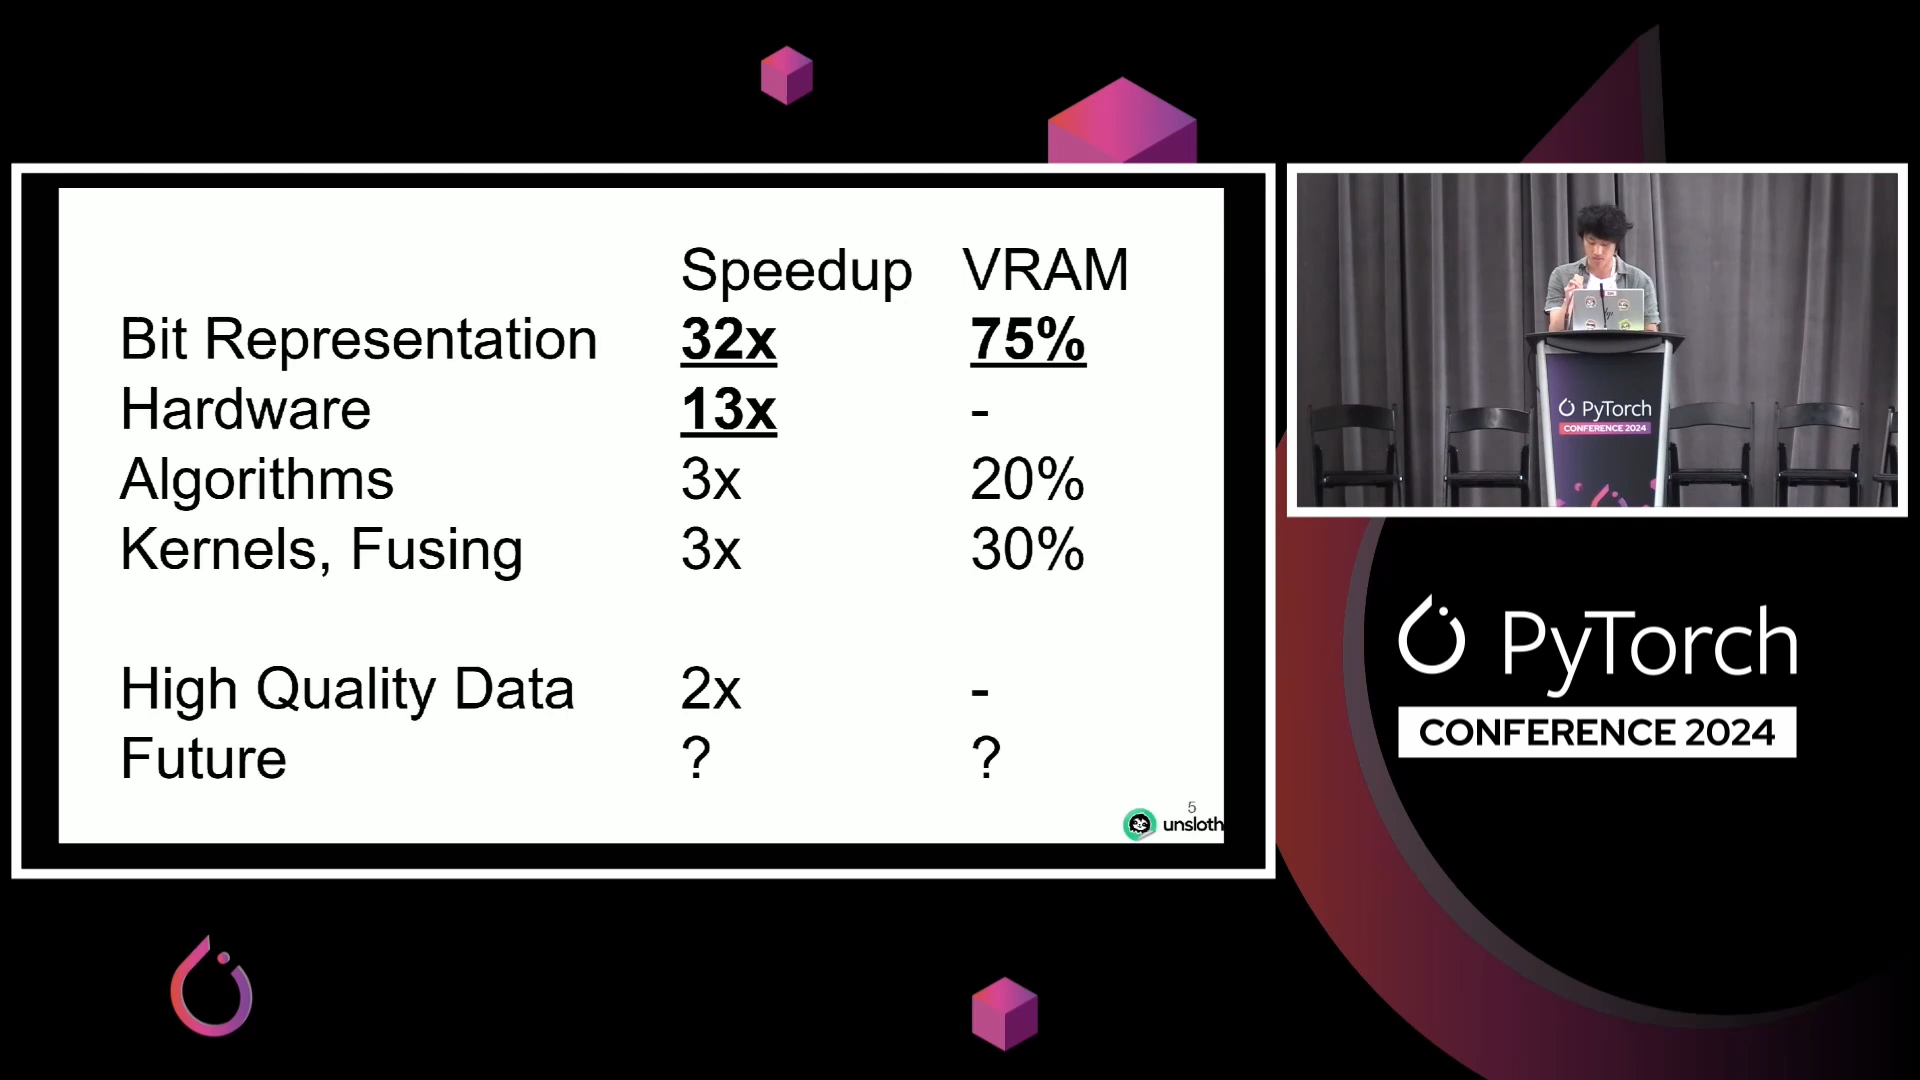 Speedup VRAM
Bit Representation 32x 75%
Hardware 13x -
Algorithms 3x 20%
Kernels, Fusing 3x 30%
High Quality Data 2x -
Future ? ?
5
unsloth
PyTorch
CONFERENCE 2024
PyTorch
CONFERENCE 2024